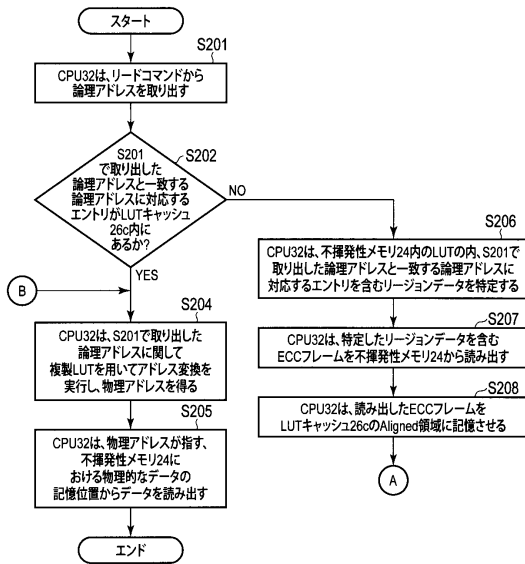 スタート
S201
CPU32は、リードコマンドから
論理アドレスを取り出す
S202
S201
で取り出した
論理アドレスと一致する
論理アドレスに対応する
エントリがLUTキャッシュ
26c内に
あるか?
NO
YES
B
S204
CPU32は、S201で取り出した
論理アドレスに関して
複製LUTを用いてアドレス変換を
実行し、物理アドレスを得る
S205
CPU32は、物理アドレスが指す、
不揮発性メモリ24に
おける物理的なデータの
記憶位置からデータを読み出す
エンド
S206
CPU32は、不揮発性メモリ24内のLUTの内、S201で
取り出した論理アドレスと一致する論理アドレスに
対応するエントリを含むリージョンデータを特定する
S207
CPU32は、特定したリージョンデータを含む
ECCフレームを不揮発性メモリ24から読み出す
S208
CPU32は、読み出したECCフレームを
LUTキャッシュ26cのAligned領域に記憶させる
A